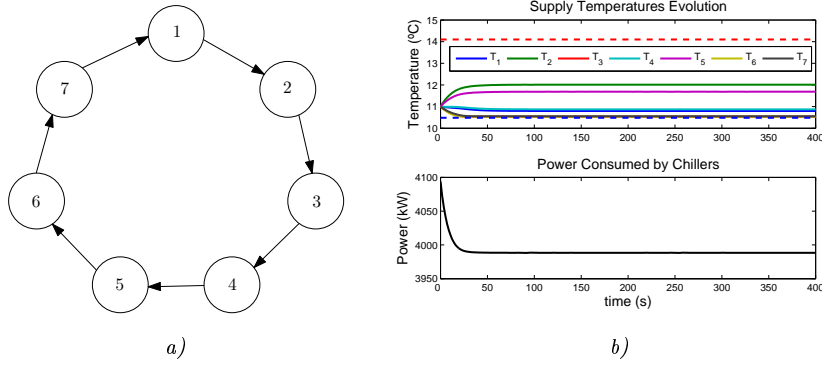 1
2
3
4
5
6
7
a)
Supply Temperatures Evolution
Temperature (ºC)
15
14
13
12
11
10
T1 T2 T3 T4 T5 T6 T7
0 50 100 150 200 250 300 350 400
Power Consumed by Chillers
Power (kW)
4100
4050
4000
3950
0 50 100 150 200 250 300 350 400
time (s)
b)